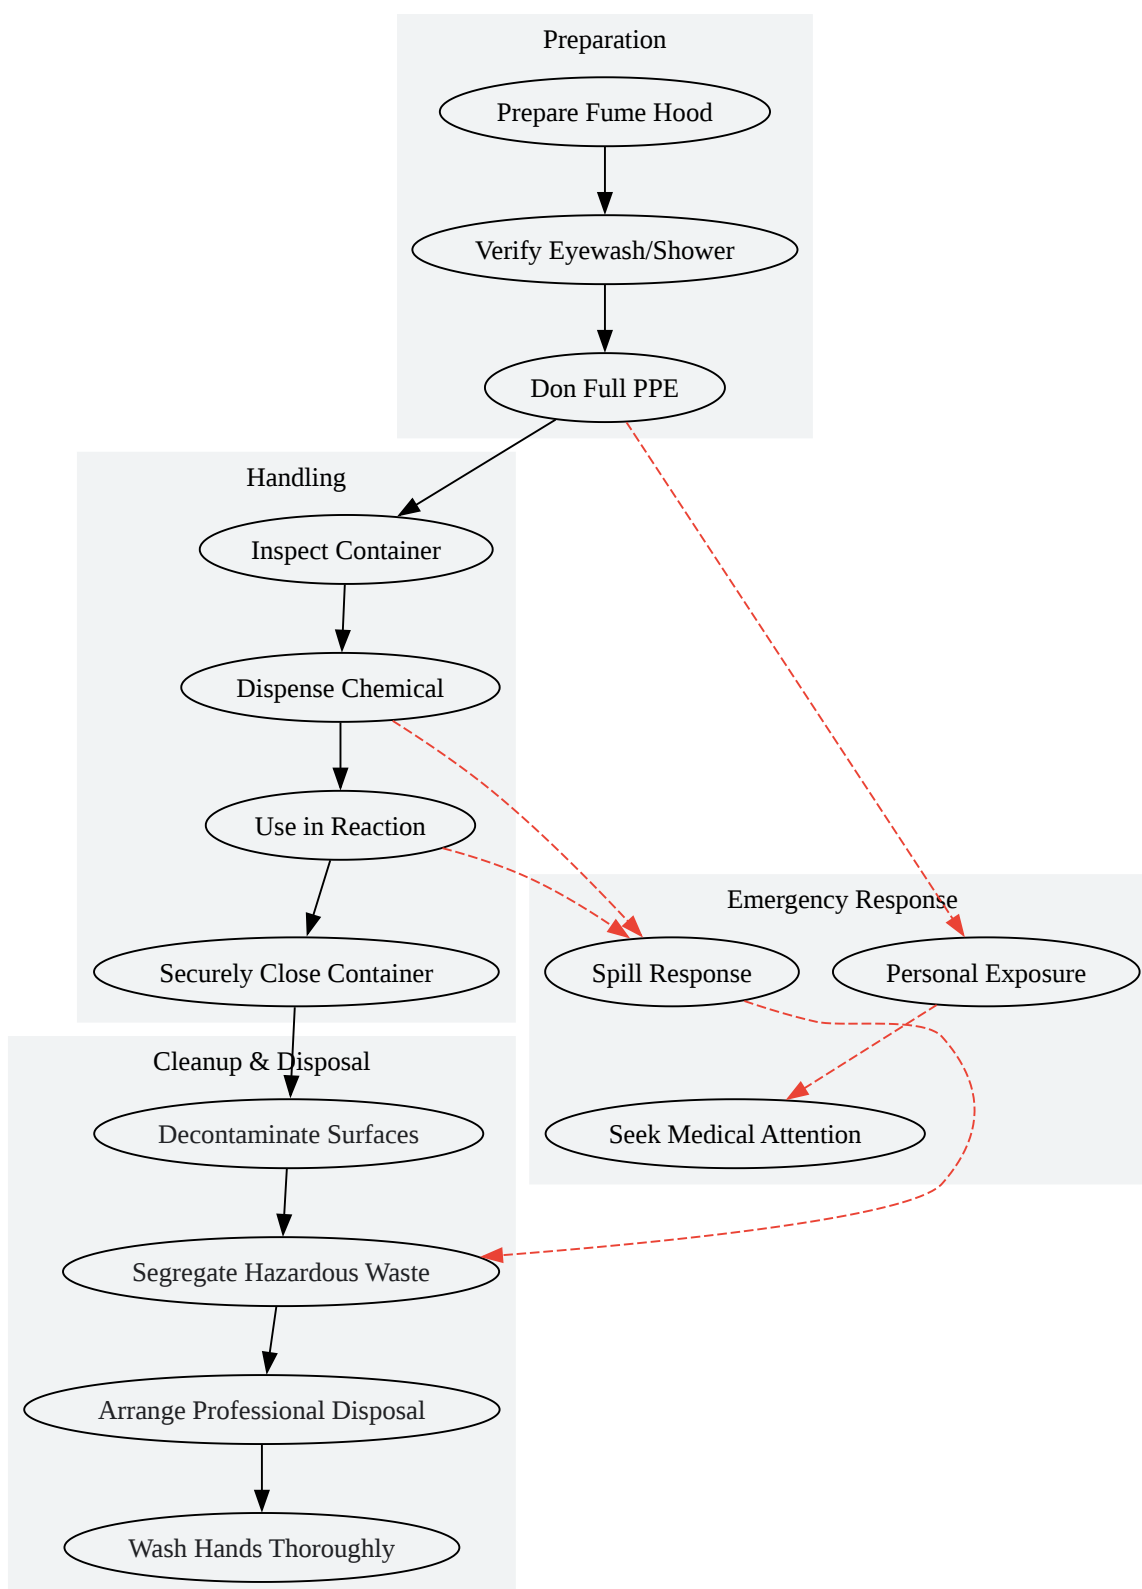 Preparation
Prepare Fume Hood
Verify Eyewash/Shower
Don Full PPE
Handling
Inspect Container
Dispense Chemical
Use in Reaction
Securely Close Container
Emergency Response
Spill Response
Personal Exposure
Seek Medical Attention
Cleanup & Disposal
Decontaminate Surfaces
Segregate Hazardous Waste
Arrange Professional Disposal
Wash Hands Thoroughly